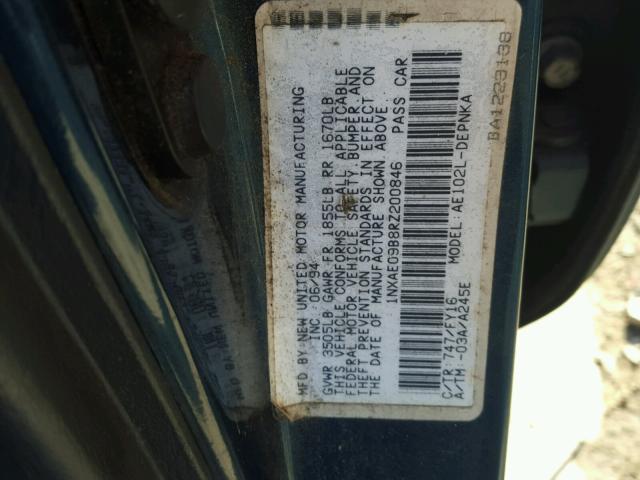 MFD BY NEW UNITED MOTOR MANUFACTURING
INC 06/94
GVWR 3505LB GAWR FR 1855LB RR 1670LB
THIS VEHICLE CONFORMS TO ALL APPLICABLE
FEDERAL MOTOR VEHICLE SAFETY, BUMPER AND
THEFT PREVENTION STANDARDS IN EFFECT ON
THE DATE OF MANUFACTURE SHOWN ABOVE.
1NXAE09B8RZ200846 PASS CAR
MODEL: AE102L-DEPNKA
C/TR: 747/FY16
A/TM: -03A/A245E
BA1223138